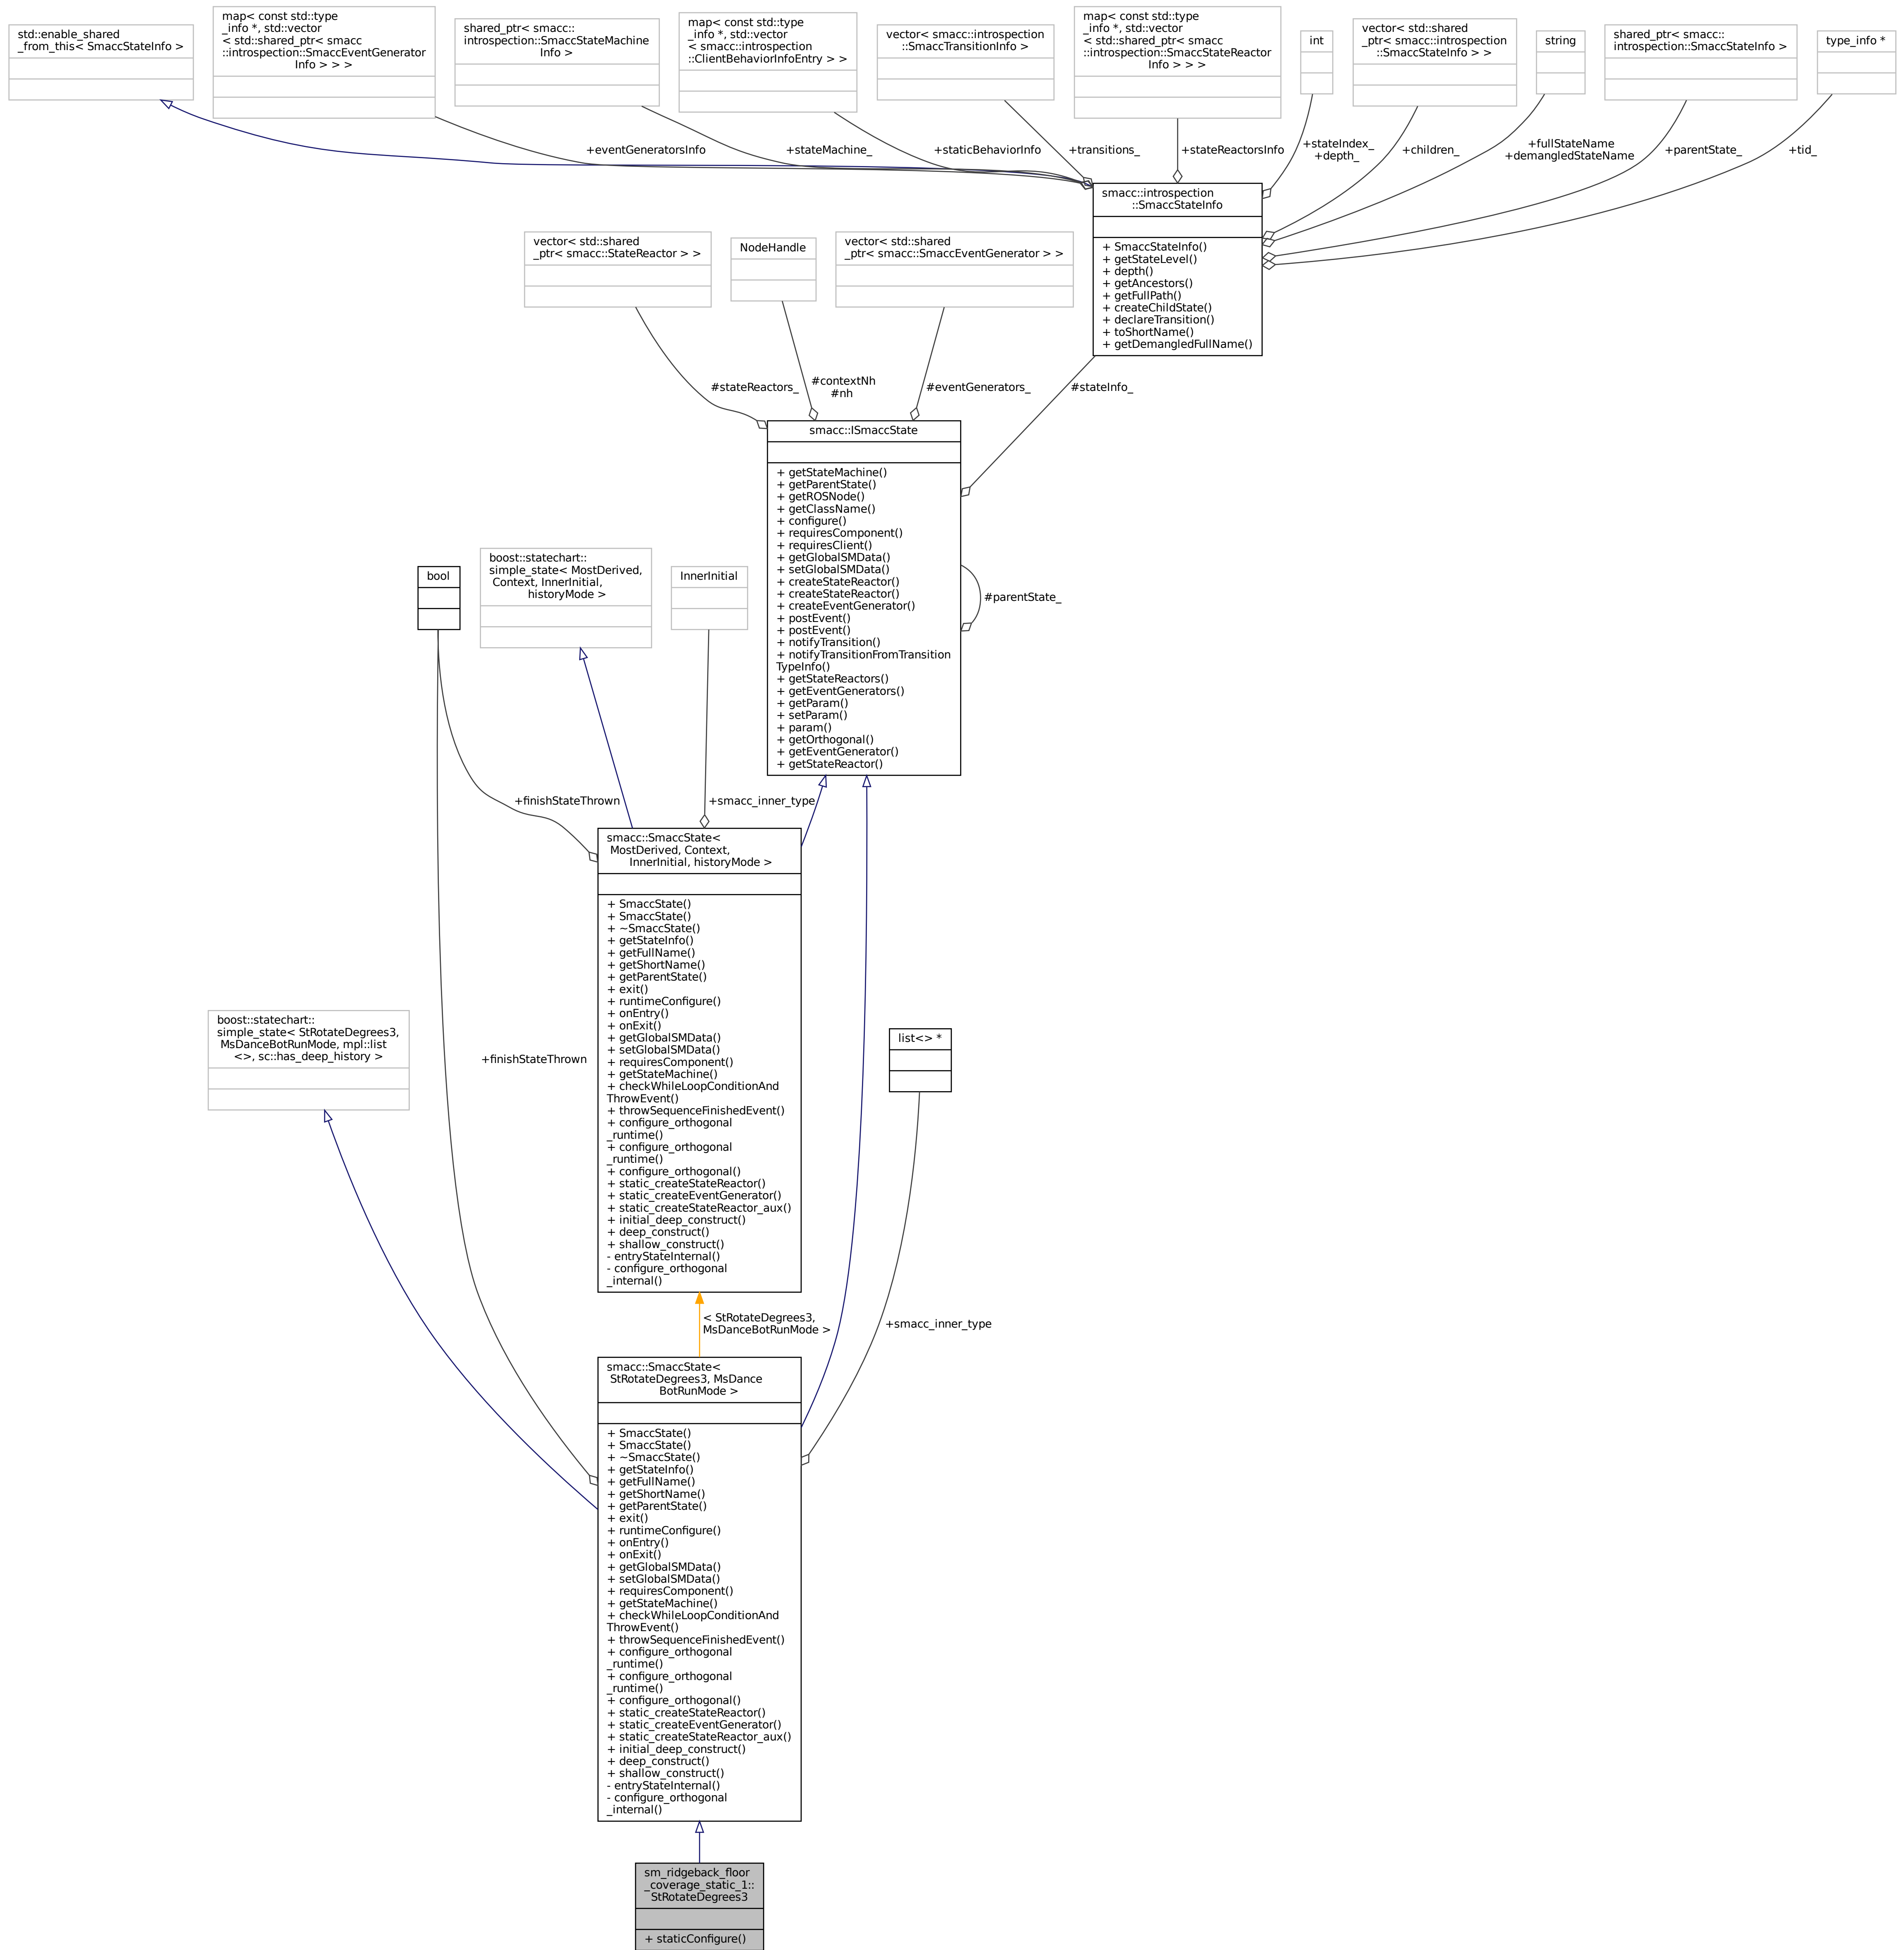 std::enable_shared
_from_this< SmaccStateInfo >
map< const std::type
_info *, std::vector
< std::shared_ptr< smacc
::introspection::SmaccEventGenerator
Info > > >
shared_ptr< smacc::
introspection::SmaccStateMachine
Info >
map< const std::type
_info *, std::vector
< smacc::introspection
::ClientBehaviorInfoEntry > >
vector< smacc::introspection
::SmaccTransitionInfo >
map< const std::type
_info *, std::vector
< std::shared_ptr< smacc
::introspection::SmaccStateReactor
Info > > >
int
vector< std::shared
_ptr< smacc::introspection
::SmaccStateInfo > >
string
shared_ptr< smacc::
introspection::SmaccStateInfo >
type_info *
+eventGeneratorsInfo
+stateMachine_
+staticBehaviorInfo
+transitions_
+stateReactorsInfo
+stateIndex_
+depth_
+children_
+fullStateName
+demangledStateName
+parentState_
+tid_
smacc::introspection
::SmaccStateInfo
+ SmaccStateInfo()
+ getStateLevel()
+ depth()
+ getAncestors()
+ getFullPath()
+ createChildState()
+ declareTransition()
+ toShortName()
+ getDemangledFullName()
vector< std::shared
_ptr< smacc::StateReactor > >
NodeHandle
vector< std::shared
_ptr< smacc::SmaccEventGenerator > >
#stateReactors_
#contextNh
#nh
#eventGenerators_
#stateInfo_
smacc::ISmaccState
+ getStateMachine()
+ getParentState()
+ getROSNode()
+ getClassName()
+ configure()
+ requiresComponent()
+ requiresClient()
+ getGlobalSMData()
+ setGlobalSMData()
+ createStateReactor()
+ createStateReactor()
+ createEventGenerator()
+ postEvent()
+ postEvent()
+ notifyTransition()
+ notifyTransitionFromTransition
TypeInfo()
+ getStateReactors()
+ getEventGenerators()
+ getParam()
+ setParam()
+ param()
+ getOrthogonal()
+ getEventGenerator()
+ getStateReactor()
#parentState_
bool
boost::statechart::
simple_state< MostDerived,
Context, InnerInitial,
historyMode >
InnerInitial
+finishStateThrown
+smacc_inner_type
smacc::SmaccState<
MostDerived, Context,
InnerInitial, historyMode >
+ SmaccState()
+ SmaccState()
+ ~SmaccState()
+ getStateInfo()
+ getFullName()
+ getShortName()
+ getParentState()
+ exit()
+ runtimeConfigure()
+ onEntry()
+ onExit()
+ getGlobalSMData()
+ setGlobalSMData()
+ requiresComponent()
+ getStateMachine()
+ checkWhileLoopConditionAnd
ThrowEvent()
+ throwSequenceFinishedEvent()
+ configure_orthogonal
_runtime()
+ configure_orthogonal
_runtime()
+ configure_orthogonal()
+ static_createStateReactor()
+ static_createEventGenerator()
+ static_createStateReactor_aux()
+ initial_deep_construct()
+ deep_construct()
+ shallow_construct()
- entryStateInternal()
- configure_orthogonal
_internal()
boost::statechart::
simple_state< StRotateDegrees3,
MsDanceBotRunMode, mpl::list
<>, sc::has_deep_history >
+finishStateThrown
list<> *
< StRotateDegrees3,
MsDanceBotRunMode >
+smacc_inner_type
smacc::SmaccState<
StRotateDegrees3, MsDance
BotRunMode >
+ SmaccState()
+ SmaccState()
+ ~SmaccState()
+ getStateInfo()
+ getFullName()
+ getShortName()
+ getParentState()
+ exit()
+ runtimeConfigure()
+ onEntry()
+ onExit()
+ getGlobalSMData()
+ setGlobalSMData()
+ requiresComponent()
+ getStateMachine()
+ checkWhileLoopConditionAnd
ThrowEvent()
+ throwSequenceFinishedEvent()
+ configure_orthogonal
_runtime()
+ configure_orthogonal
_runtime()
+ configure_orthogonal()
+ static_createStateReactor()
+ static_createEventGenerator()
+ static_createStateReactor_aux()
+ initial_deep_construct()
+ deep_construct()
+ shallow_construct()
- entryStateInternal()
- configure_orthogonal
_internal()
sm_ridgeback_floor
_coverage_static_1::
StRotateDegrees3
+ staticConfigure()